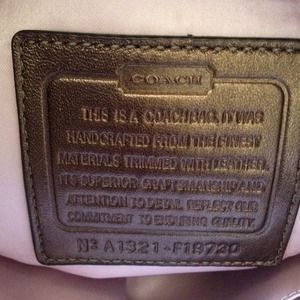 COACH
THIS IS A COACH BAG. IT WAS
HANDCRAFTED FROM THE FINEST
MATERIALS TRIMMED WITH LEATHER.
ITS SUPERIOR CRAFTSMANSHIP AND
ATTENTION TO DETAIL REFLECT OUR
COMMITMENT TO ENDURING QUALITY.
Nº A1321-F19730